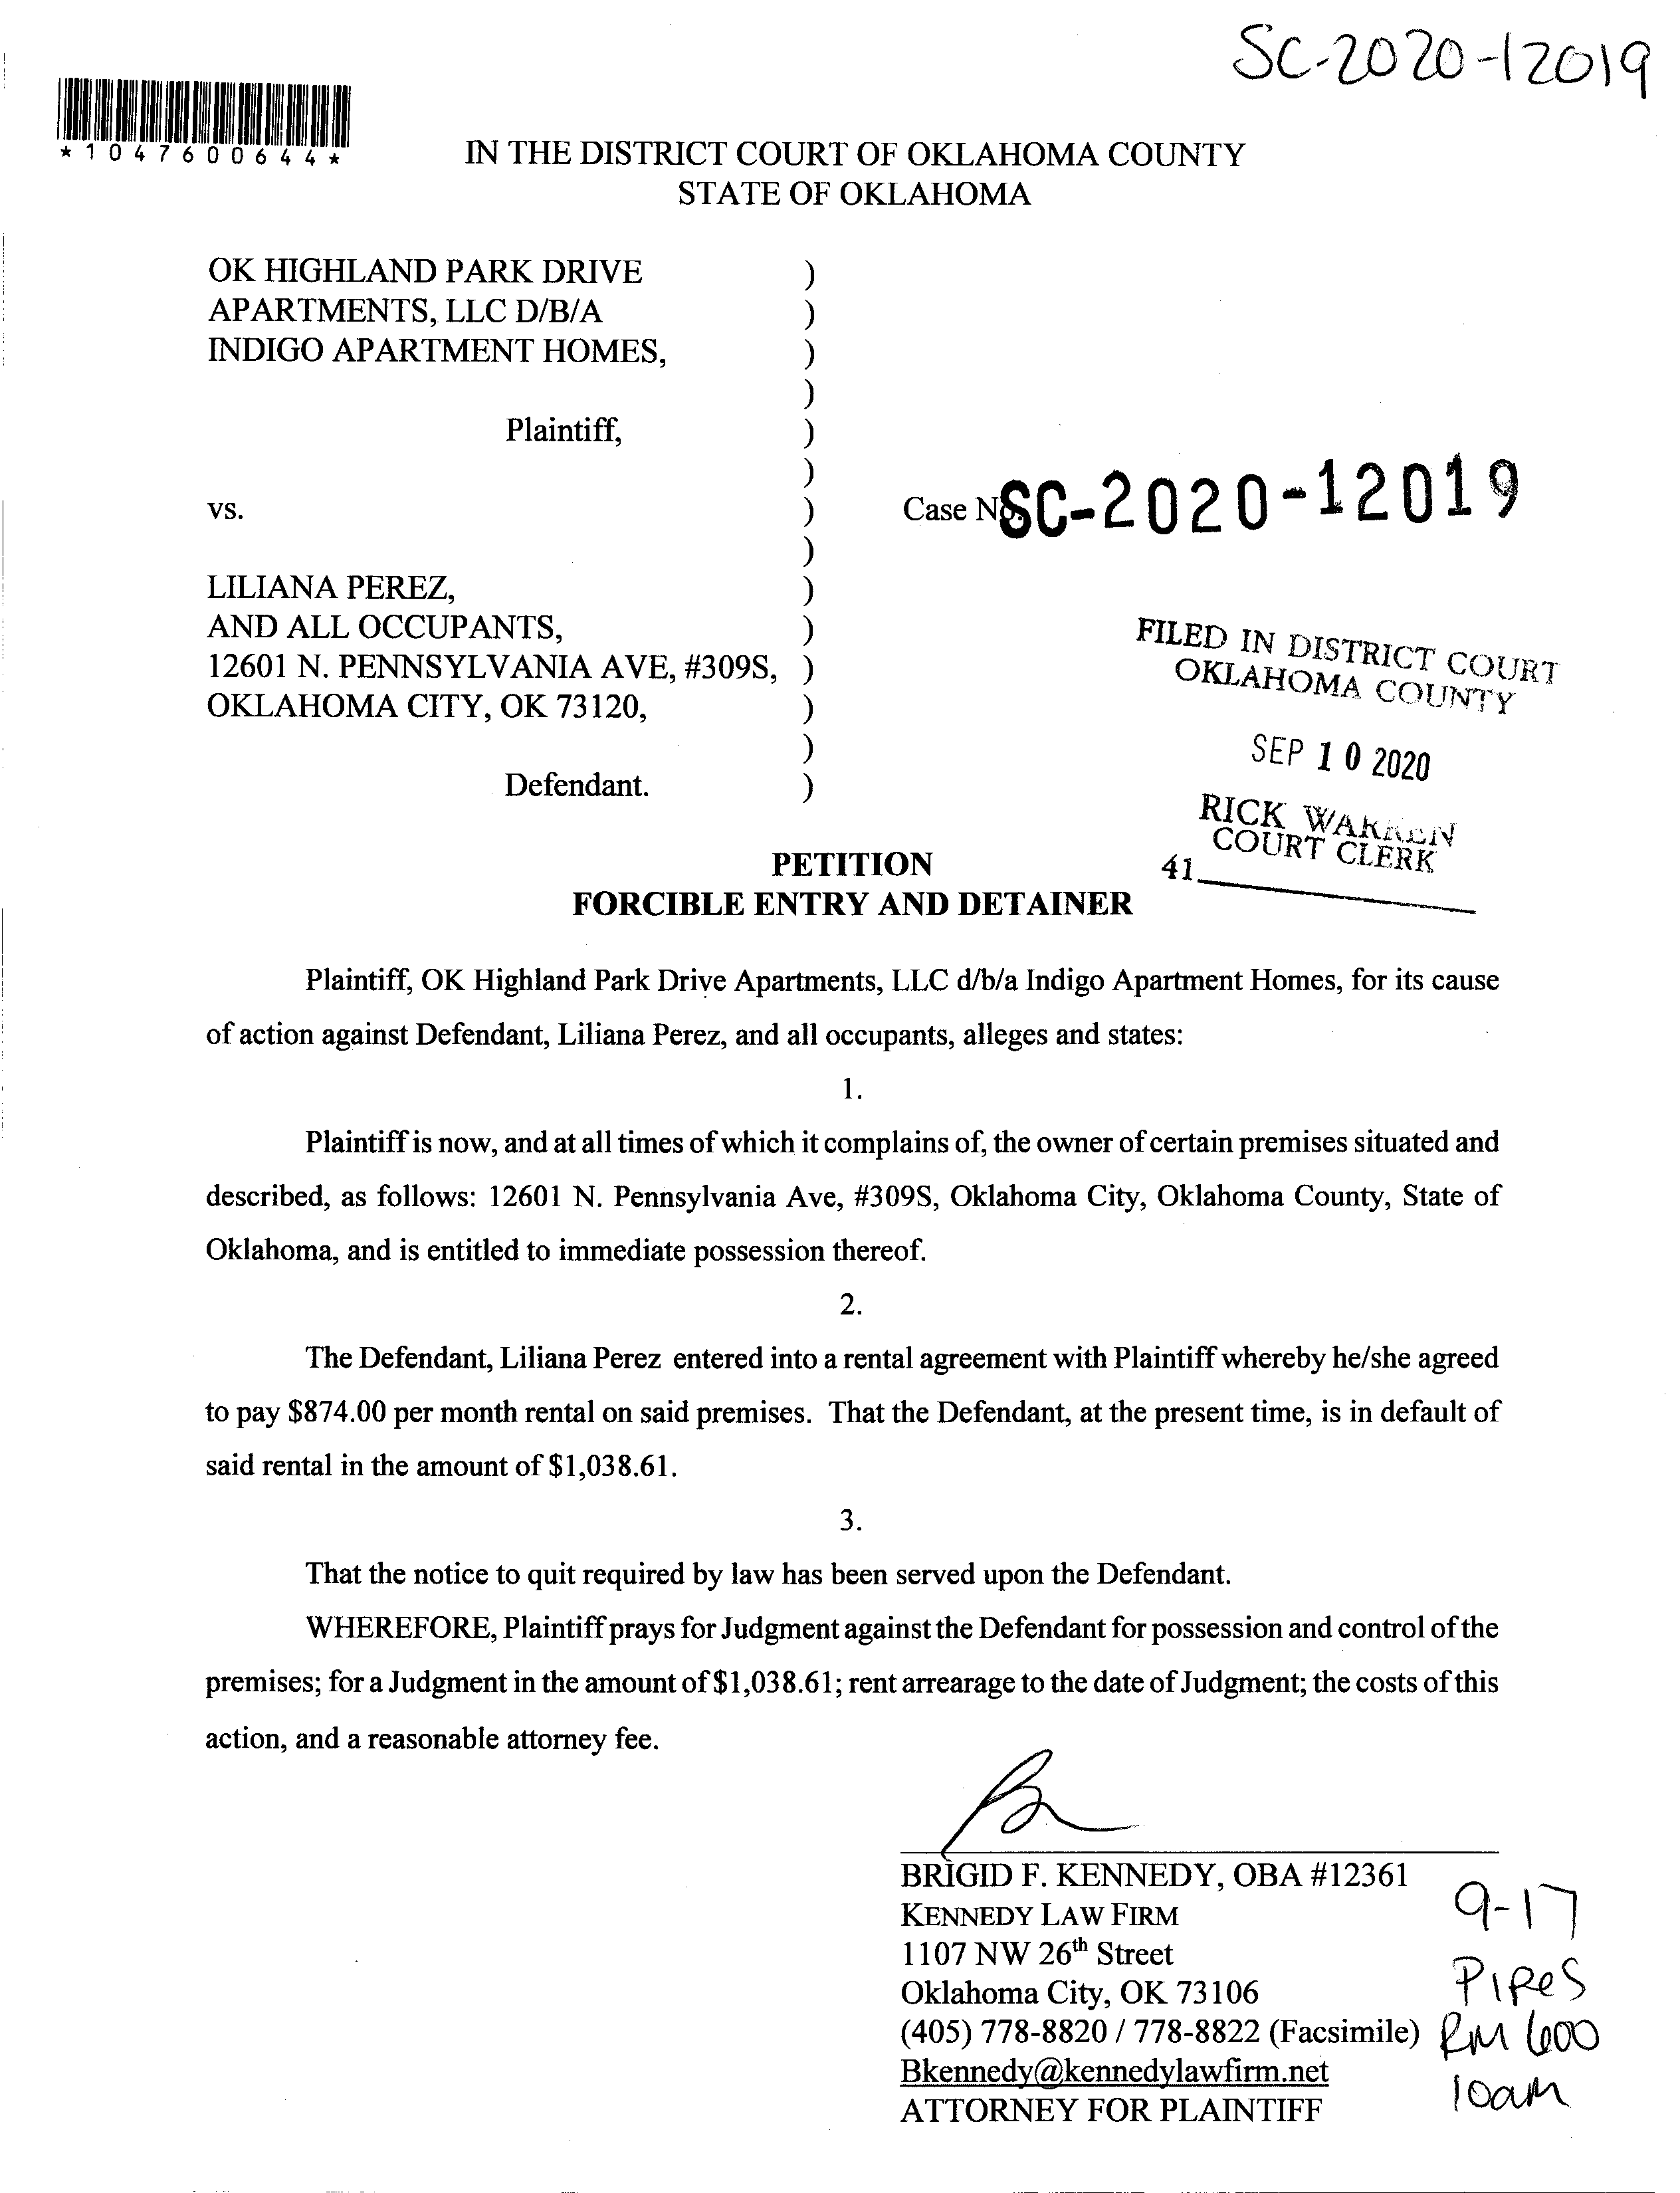 SC-2020-12019
*1047600644*
IN THE DISTRICT COURT OF OKLAHOMA COUNTY
STATE OF OKLAHOMA
OK HIGHLAND PARK DRIVE )
APARTMENTS, LLC D/B/A )
INDIGO APARTMENT HOMES, )
)
Plaintiff, )
)
vs. ) Case No. SC-2020-12019
)
LILIANA PEREZ, )
AND ALL OCCUPANTS, )
12601 N. PENNSYLVANIA AVE, #309S, )
OKLAHOMA CITY, OK 73120, )
)
Defendant. )
FILED IN DISTRICT COURT
OKLAHOMA COUNTY
SEP 10 2020
RICK WARREN
COURT CLERK
41
PETITION
FORCIBLE ENTRY AND DETAINER
Plaintiff, OK Highland Park Drive Apartments, LLC d/b/a Indigo Apartment Homes, for its cause
of action against Defendant, Liliana Perez, and all occupants, alleges and states:
1.
Plaintiff is now, and at all times of which it complains of, the owner of certain premises situated and
described, as follows: 12601 N. Pennsylvania Ave, #309S, Oklahoma City, Oklahoma County, State of
Oklahoma, and is entitled to immediate possession thereof.
2.
The Defendant, Liliana Perez entered into a rental agreement with Plaintiff whereby he/she agreed
to pay $874.00 per month rental on said premises. That the Defendant, at the present time, is in default of
said rental in the amount of $1,038.61.
3.
That the notice to quit required by law has been served upon the Defendant.
WHEREFORE, Plaintiff prays for Judgment against the Defendant for possession and control of the
premises; for a Judgment in the amount of $1,038.61; rent arrearage to the date of Judgment; the costs of this
action, and a reasonable attorney fee.
BRIGID F. KENNEDY, OBA #12361
KENNEDY LAW FIRM
1107 NW 26th Street
Oklahoma City, OK 73106
(405) 778-8820 / 778-8822 (Facsimile)
Bkennedy@kennedylawfirm.net
ATTORNEY FOR PLAINTIFF
9-17
PIReS
RM 600
10am